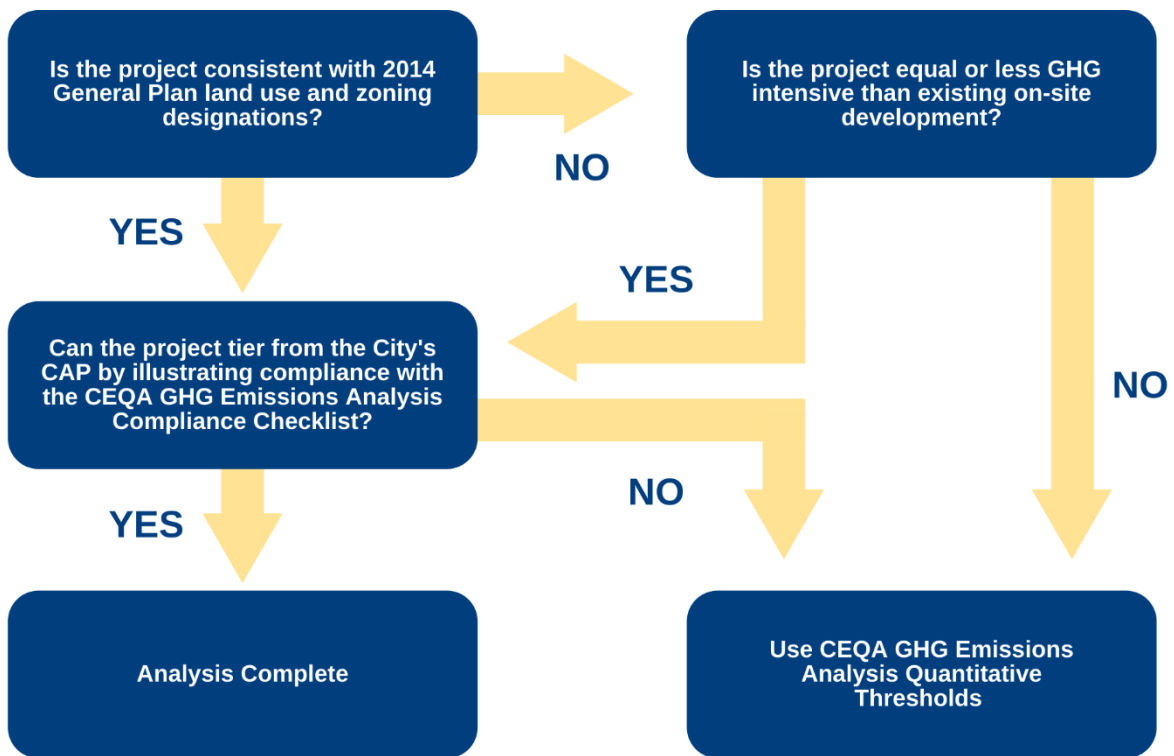 Is the project consistent with 2014
General Plan land use and zoning
designations?
NO
Is the project equal or less GHG
intensive than existing on-site
development?
YES
YES
NO
Can the project tier from the City's
CAP by illustrating compliance with
the CEQA GHG Emissions Analysis
Compliance Checklist?
NO
YES
Analysis Complete
Use CEQA GHG Emissions
Analysis Quantitative
Thresholds